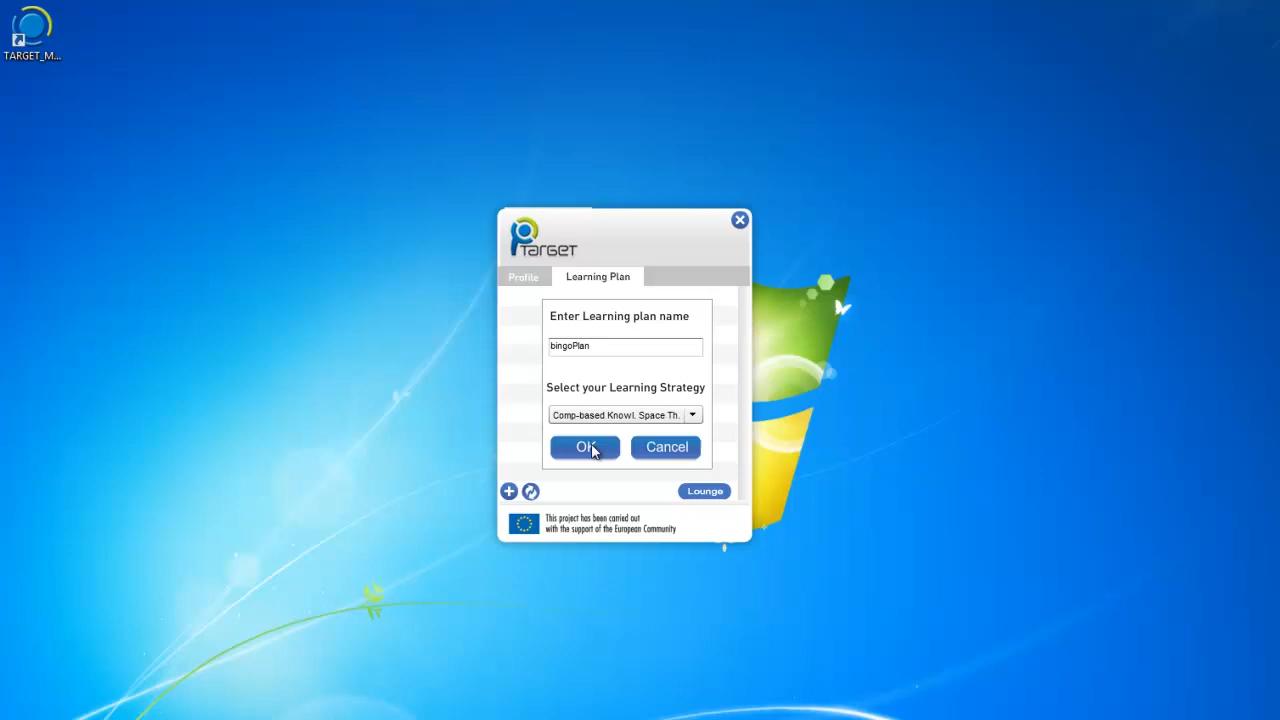 TARGET_M...
TARGET
Profile
Learning Plan
Enter Learning plan name
bingoPlan
Select your Learning Strategy
Comp-based Knowl. Space Th.
OK
Cancel
Lounge
This project has been carried out
with the support of the European Community